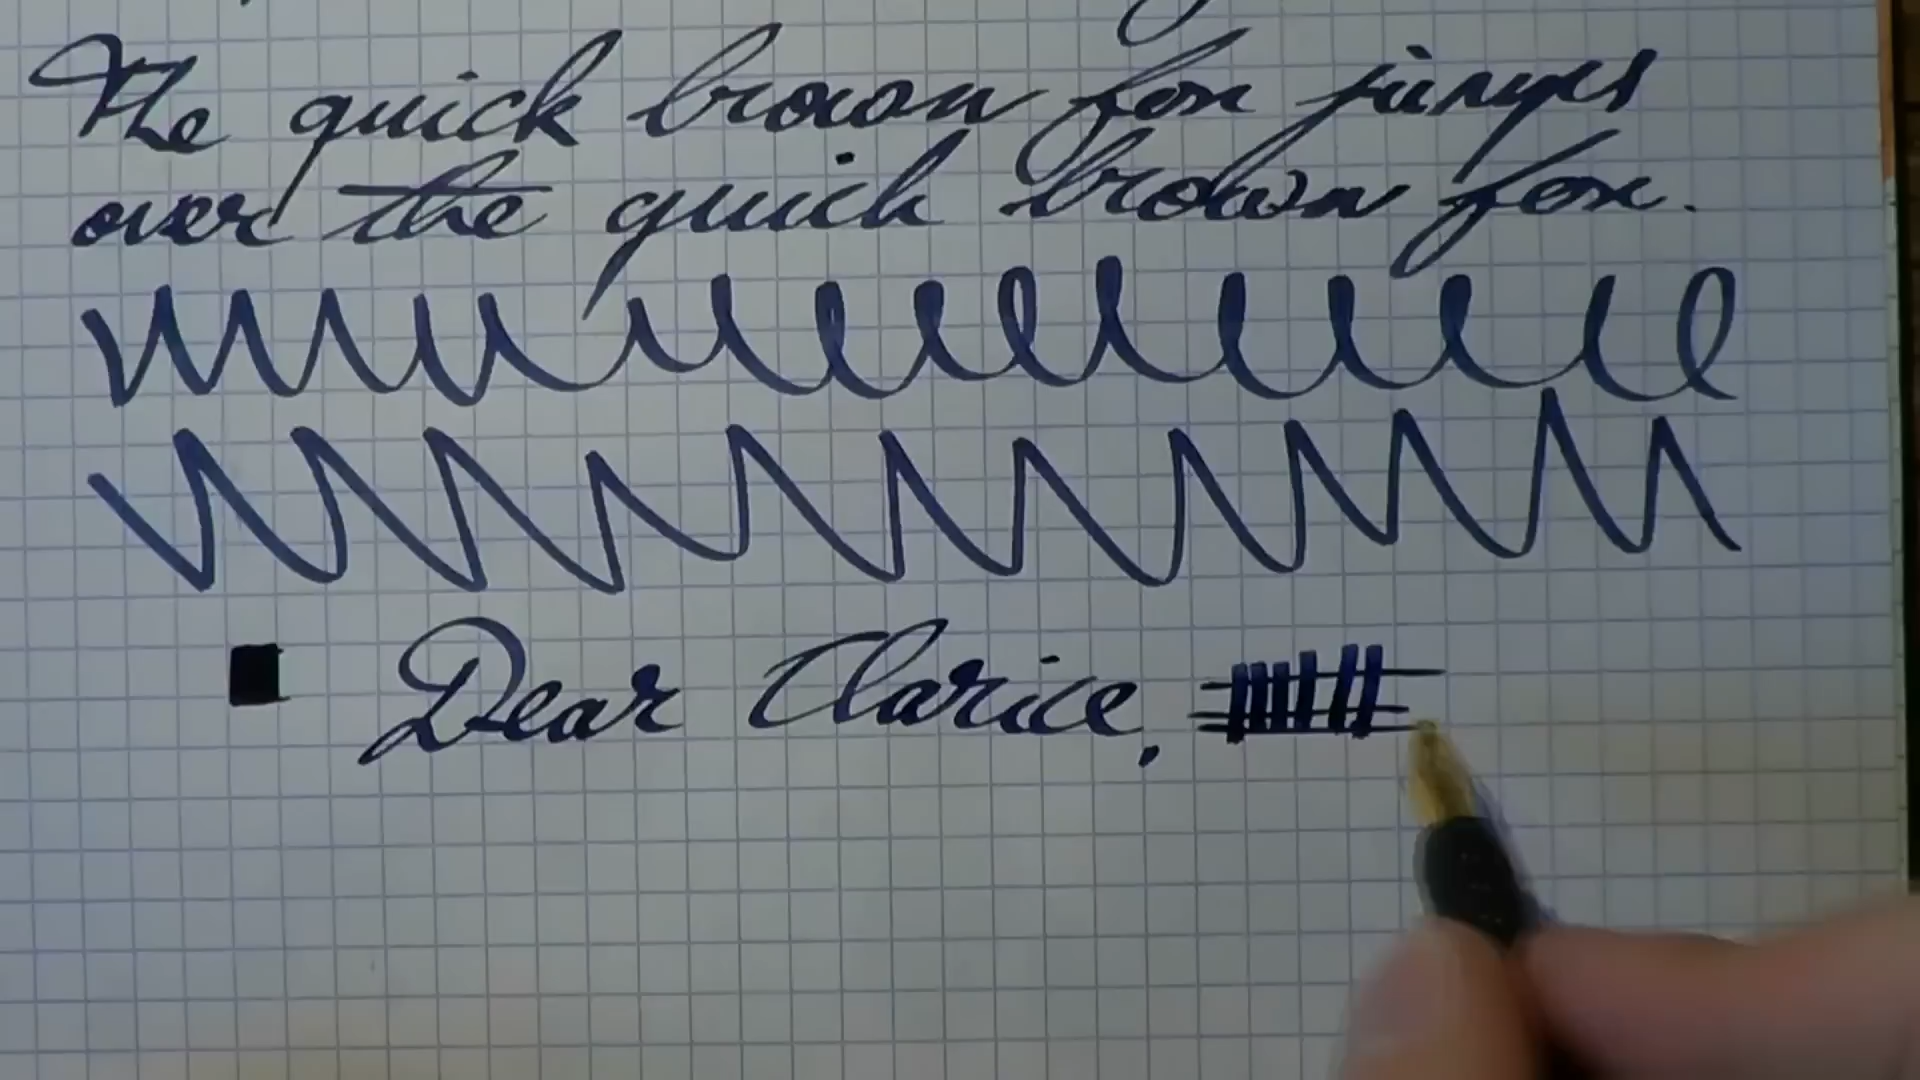 The quick brown fox jumps
over the quick brown fox.
Dear Clarice,